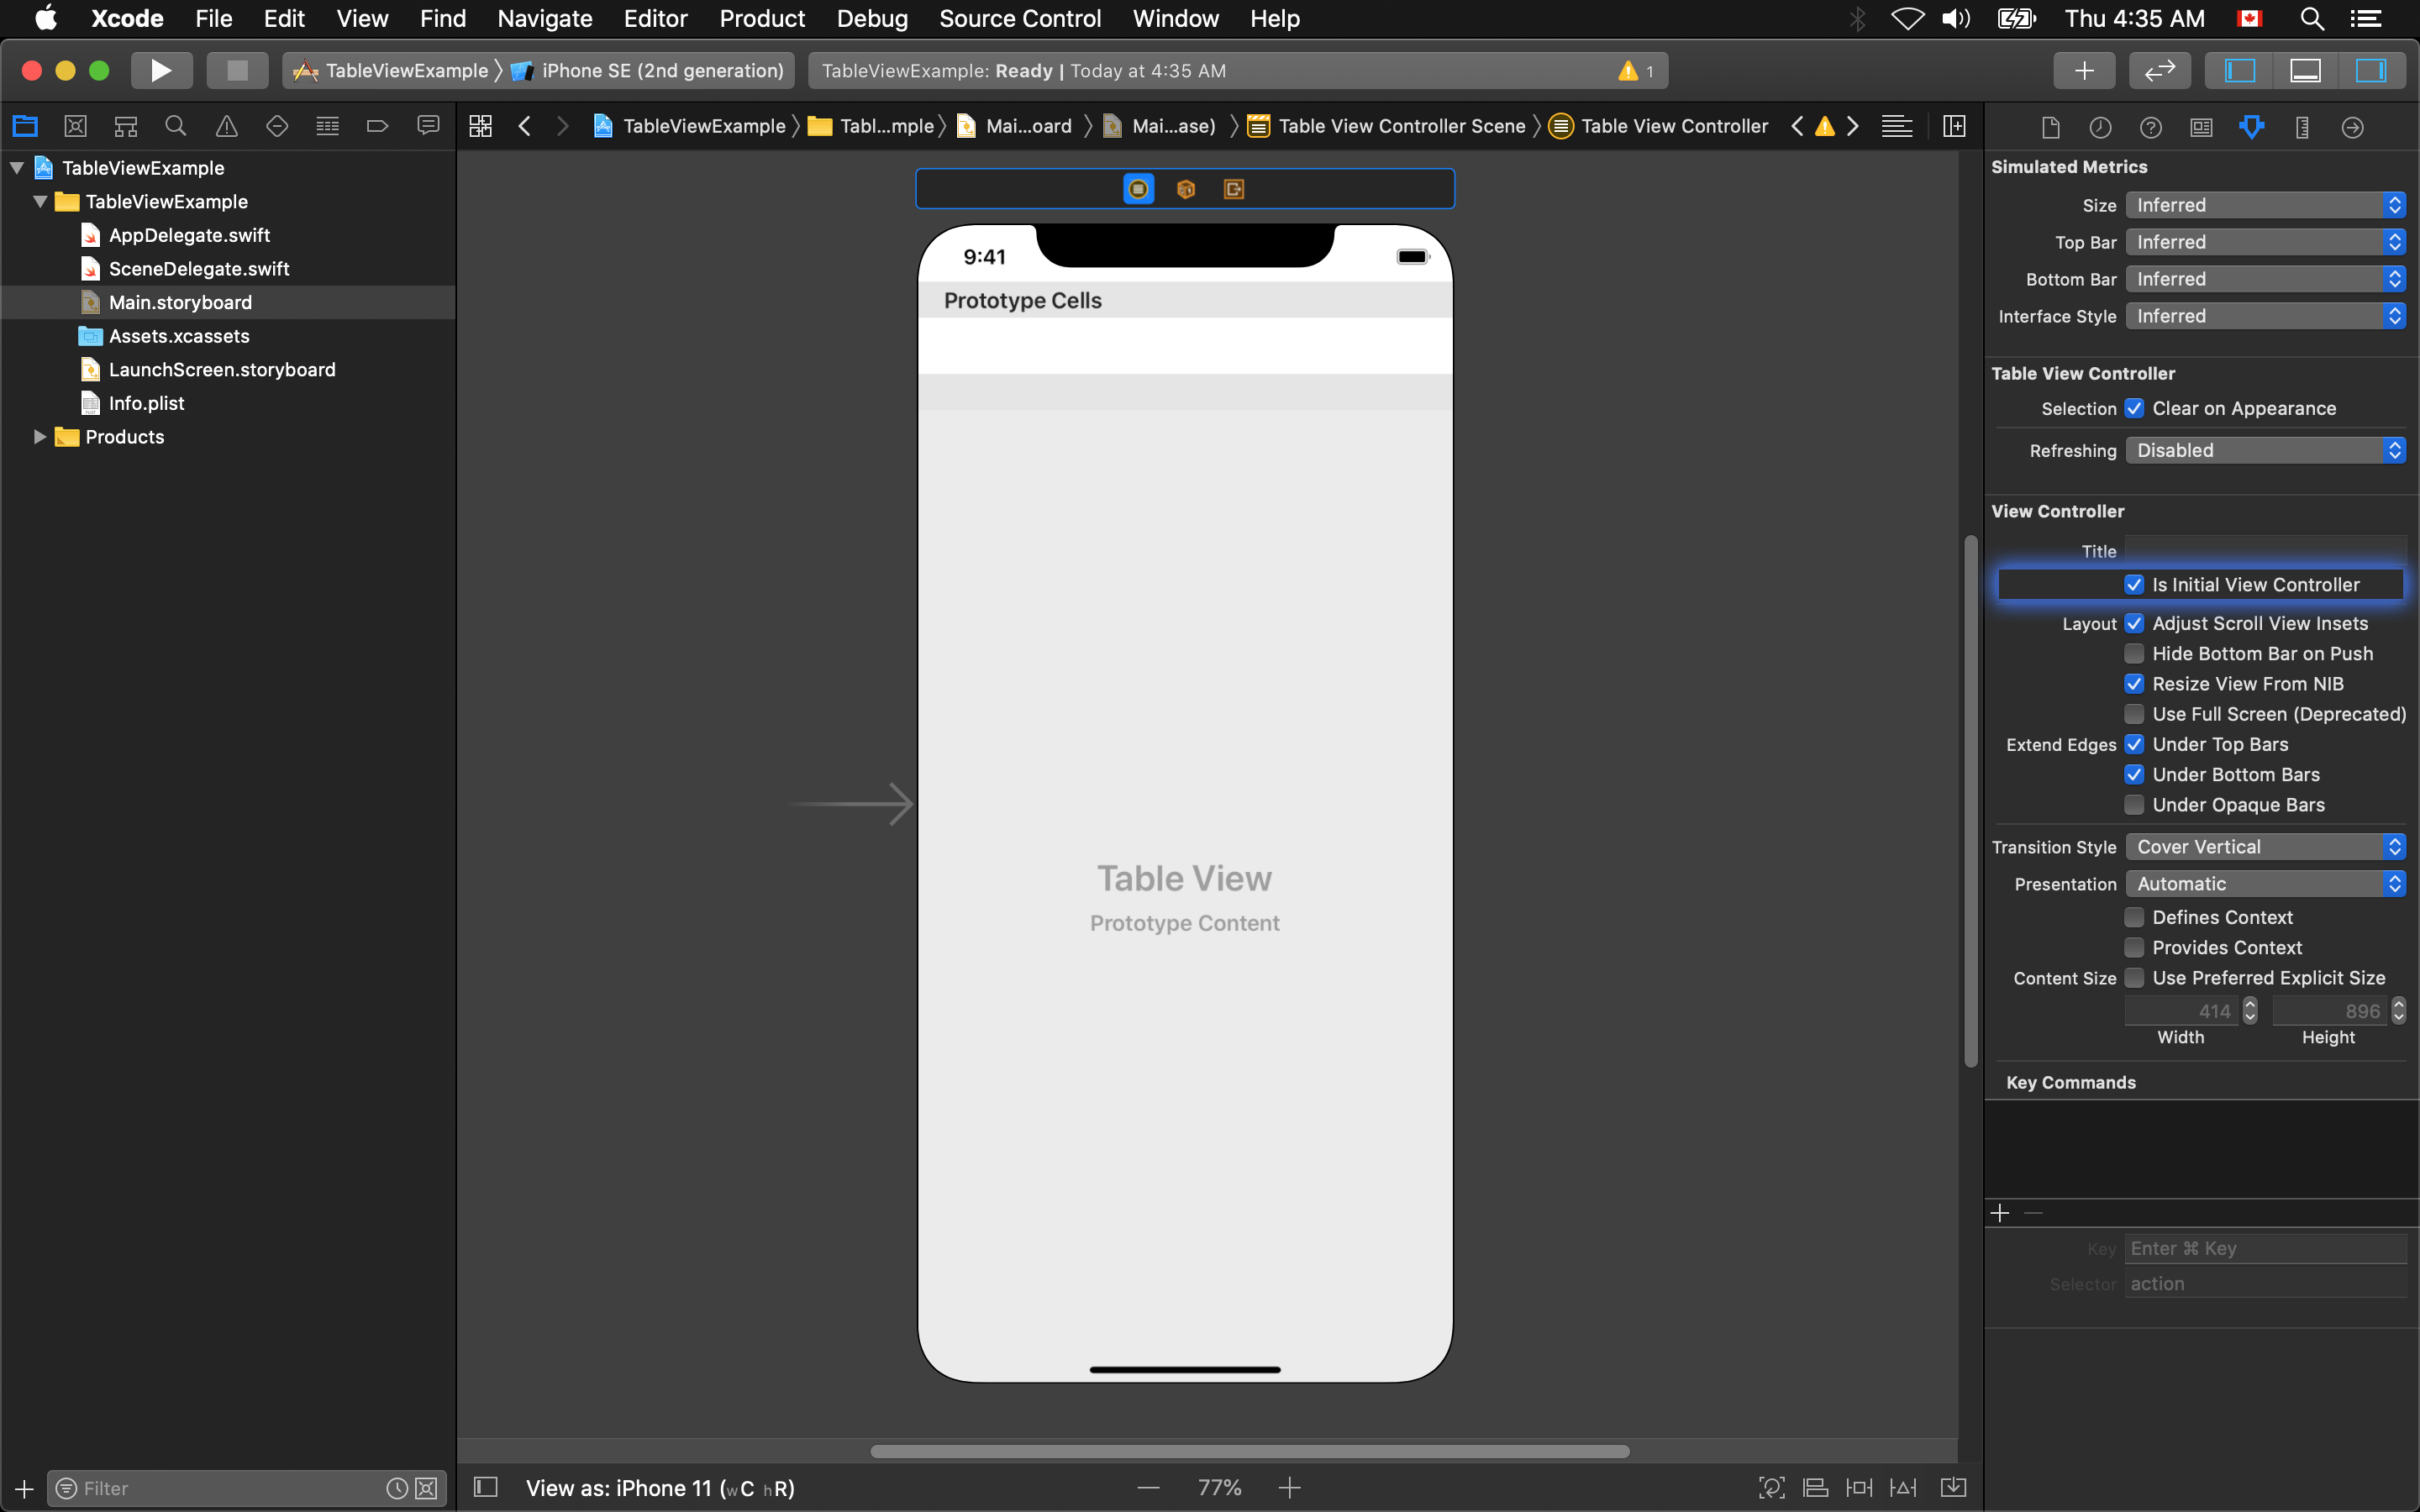 Xcode File Edit View Find Navigate Editor Product Debug Source Control Window Help Thu 4:35 AM
TableViewExample iPhone SE (2nd generation) TableViewExample: Ready | Today at 4:35 AM 1
TableViewExample Tabl...mple Mai...oard Mai...ase) Table View Controller Scene Table View Controller
TableViewExample
TableViewExample
AppDelegate.swift
SceneDelegate.swift
Main.storyboard
Assets.xcassets
LaunchScreen.storyboard
Info.plist
Products
Filter
9:41
Prototype Cells
Table View
Prototype Content
View as: iPhone 11 (wC hR) 77%
Simulated Metrics
Size Inferred
Top Bar Inferred
Bottom Bar Inferred
Interface Style Inferred
Table View Controller
Selection Clear on Appearance
Refreshing Disabled
View Controller
Title
Is Initial View Controller
Layout Adjust Scroll View Insets
Hide Bottom Bar on Push
Resize View From NIB
Use Full Screen (Deprecated)
Extend Edges Under Top Bars
Under Bottom Bars
Under Opaque Bars
Transition Style Cover Vertical
Presentation Automatic
Defines Context
Provides Context
Content Size Use Preferred Explicit Size
414 896
Width Height
Key Commands
Key Enter ⌘ Key
Selector action